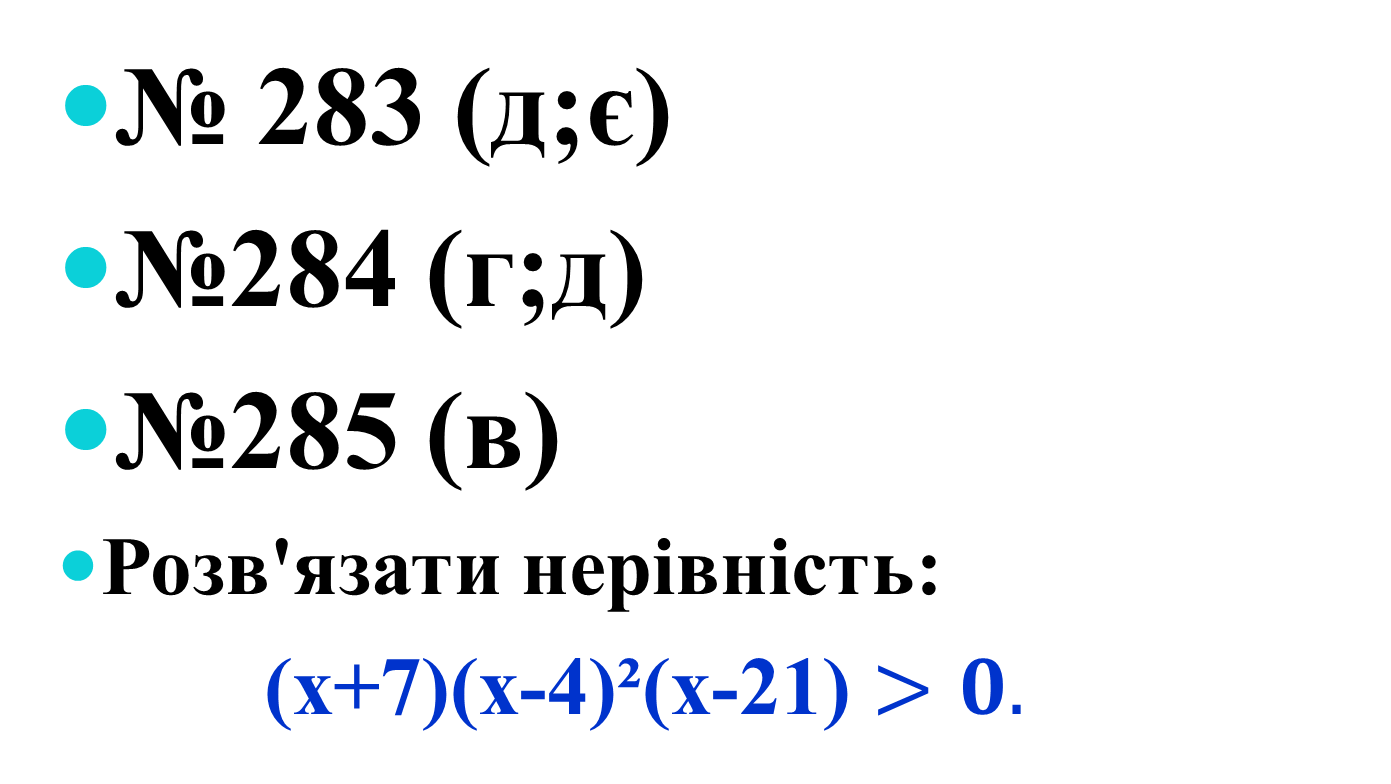 • № 283 (д;є)
• №284 (г;д)
• №285 (в)
• Розв'язати нерівність:
(х+7)(х-4)²(х-21) > 0.